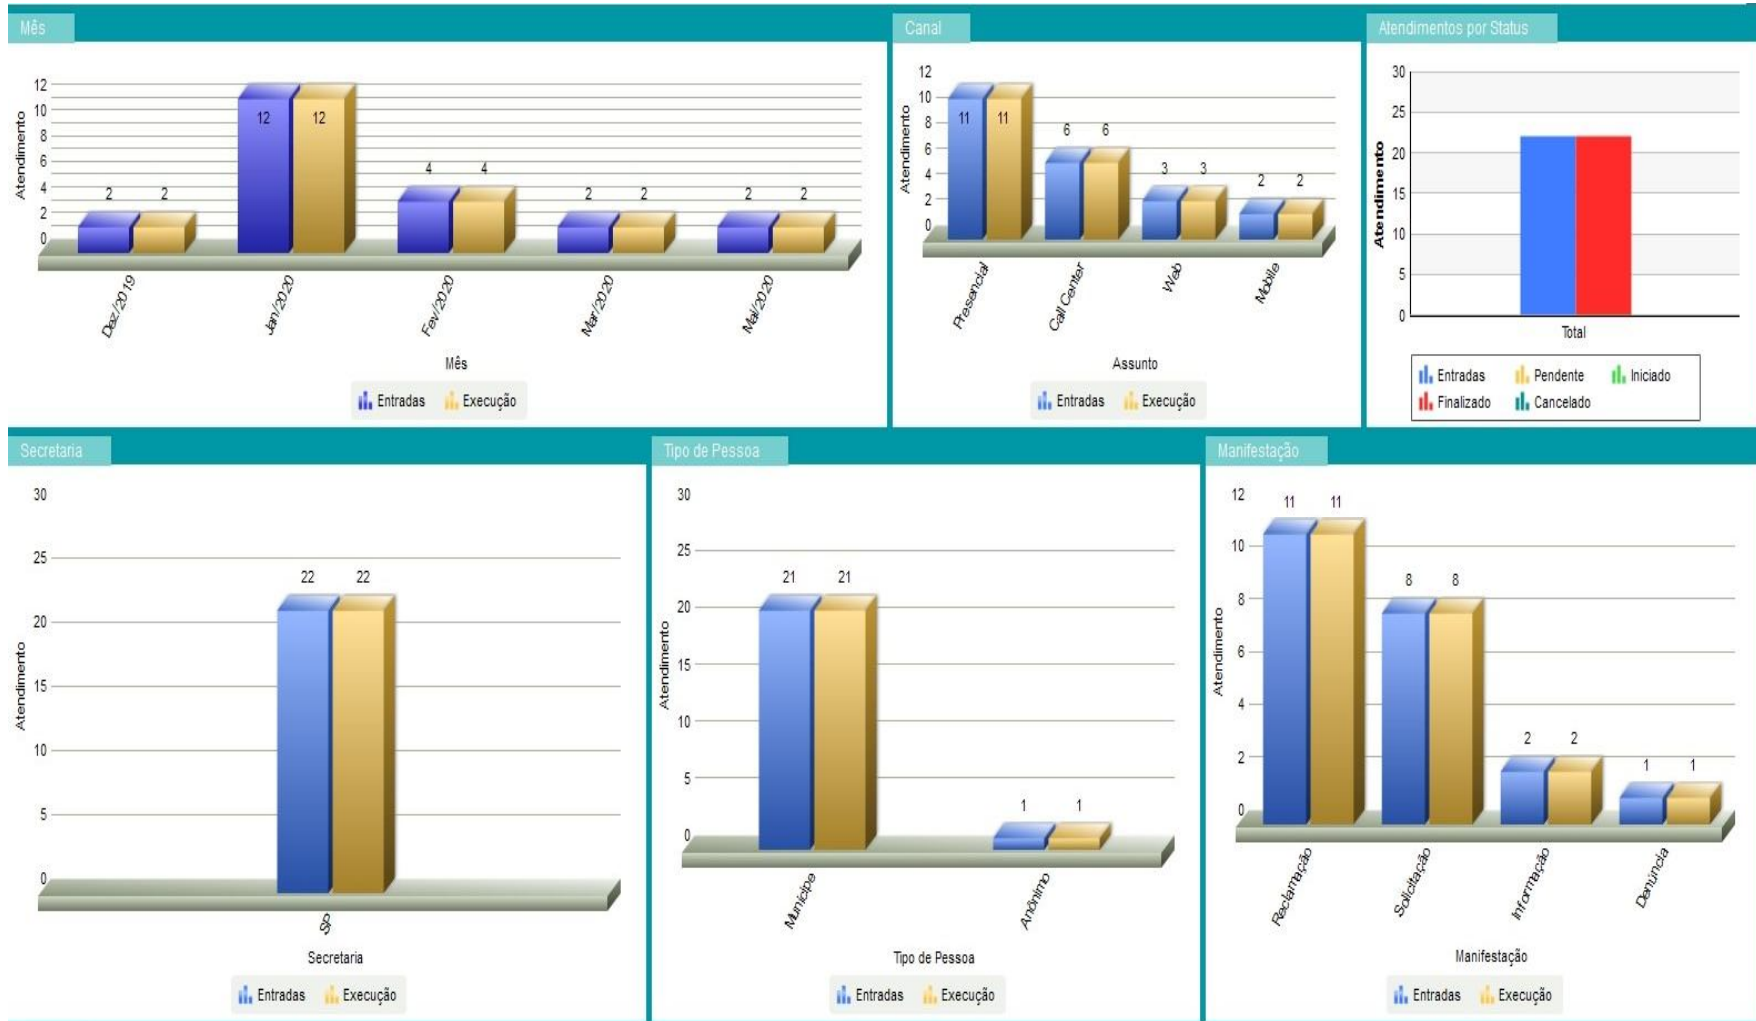 Mês
12
10
8
6
4
2
0
Atendimento
2 2
12 12
4 4
2 2
2 2
Dez/2019
Jan/2020
Fev/2020
Mar/2020
Mai/2020
Mês
Entradas Execução
Canal
12
10
8
6
4
2
0
Atendimento
11 11
6 6
3 3
2 2
Presencial
Call Center
Web
Mobile
Assunto
Entradas Execução
Atendimentos por Status
30
25
20
15
10
5
0
Atendimento
Total
Entradas Pendente Iniciado
Finalizado Cancelado
Secretaria
30
25
20
15
10
5
0
Atendimento
22 22
SP
Secretaria
Entradas Execução
Tipo de Pessoa
30
25
20
15
10
5
0
Atendimento
21 21
1 1
Munícipe
Anônimo
Tipo de Pessoa
Entradas Execução
Manifestação
12
10
8
6
4
2
0
Atendimento
11 11
8 8
2 2
1 1
Reclamação
Solicitação
Informação
Denúncia
Manifestação
Entradas Execução